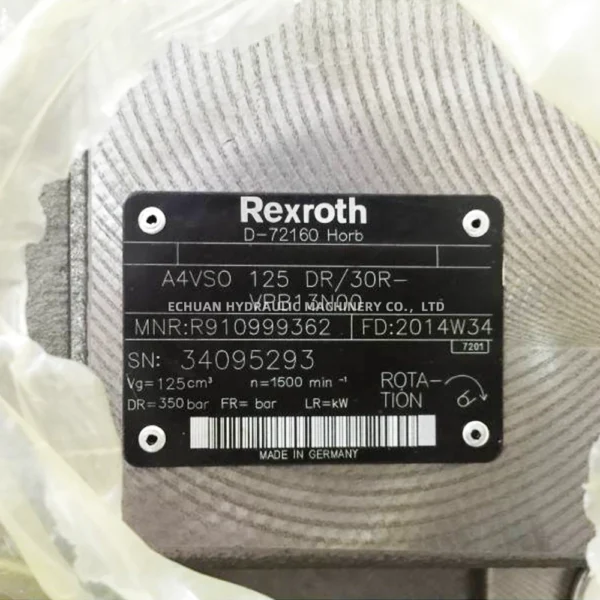 Rexroth
D-72160 Horb
A4VSO 125 DR/30R-
VPB13N00
ECHUAN HYDRAULIC MACHINERY CO., LTD
MNR:R910999362 FD:2014W34
7201
SN: 34095293
Vg=125cm³ n=1500 min⁻¹
DR=350bar FR= bar LR=kW
ROTA-
TION
MADE IN GERMANY